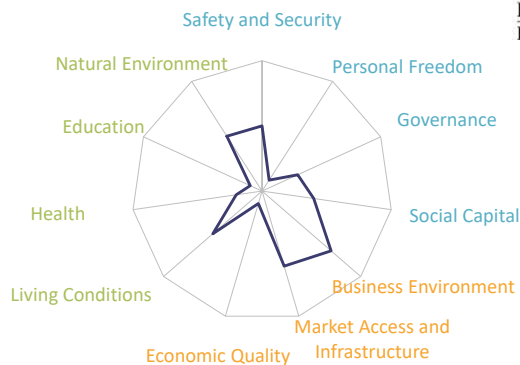 Safety and Security
Personal Freedom
Governance
Social Capital
Business Environment
Market Access and
Infrastructure
Economic Quality
Living Conditions
Health
Education
Natural Environment